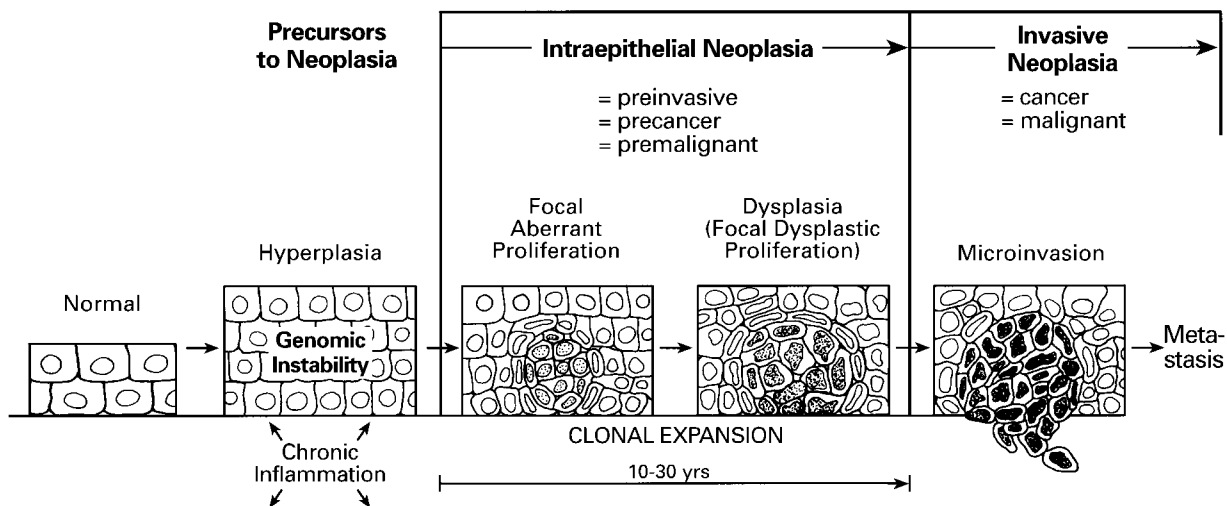 Precursors
to Neoplasia
Intraepithelial Neoplasia
= preinvasive
= precancer
= premalignant
Invasive
Neoplasia
= cancer
= malignant
Normal
Hyperplasia
Genomic
Instability
Focal
Aberrant
Proliferation
Dysplasia
(Focal Dysplastic
Proliferation)
Microinvasion
Meta-
stasis
Chronic
Inflammation
CLONAL EXPANSION
10-30 yrs